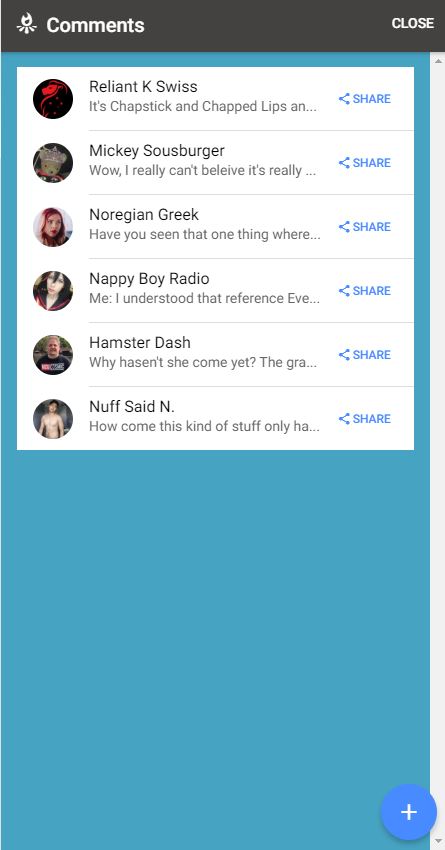 Comments
CLOSE
Reliant K Swiss
It's Chapstick and Chapped Lips an...
SHARE
Mickey Sousburger
Wow, I really can't beleive it's really ...
SHARE
Noregian Greek
Have you seen that one thing where...
SHARE
Nappy Boy Radio
Me: I understood that reference Eve...
SHARE
Hamster Dash
Why hasen't she come yet? The gra...
SHARE
Nuff Said N.
How come this kind of stuff only ha...
SHARE